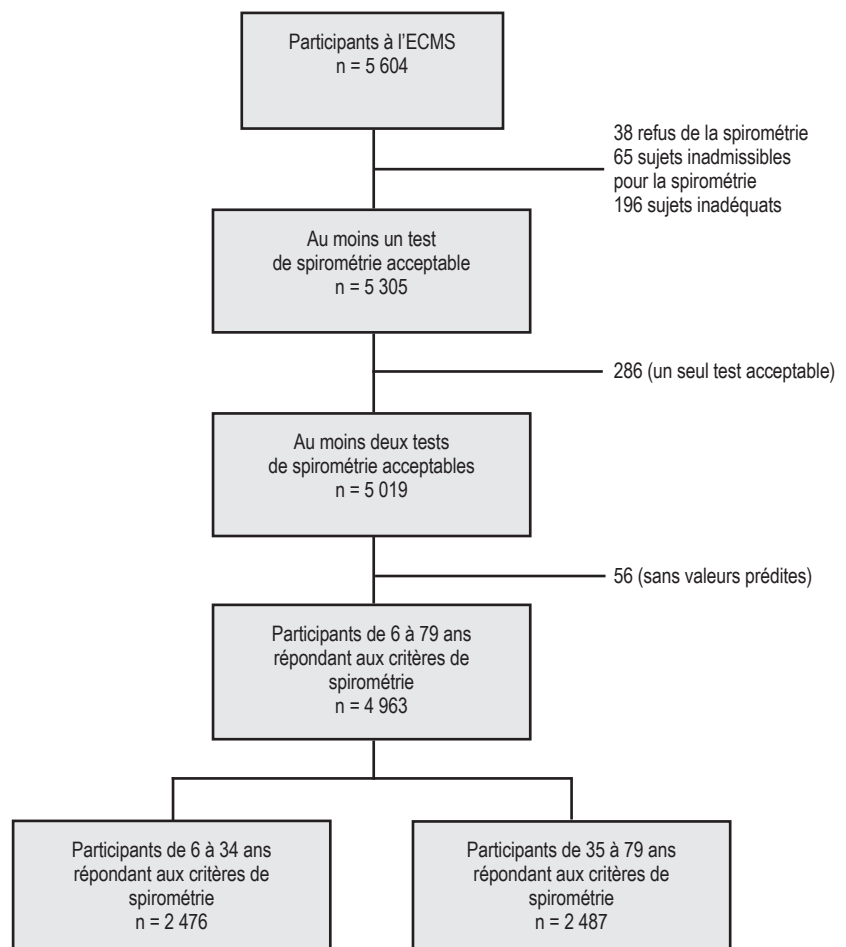 Participants à l'ECMS
n = 5 604
38 refus de la spirométrie
65 sujets inadmissibles
pour la spirométrie
196 sujets inadéquats
Au moins un test
de spirométrie acceptable
n = 5 305
286 (un seul test acceptable)
Au moins deux tests
de spirométrie acceptables
n = 5 019
56 (sans valeurs prédites)
Participants de 6 à 79 ans
répondant aux critères de
spirométrie
n = 4 963
Participants de 6 à 34 ans
répondant aux critères de
spirométrie
n = 2 476
Participants de 35 à 79 ans
répondant aux critères de
spirométrie
n = 2 487